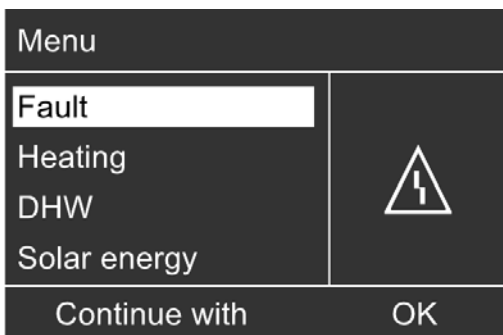 Menu
Fault
Heating
DHW
Solar energy
Continue with OK